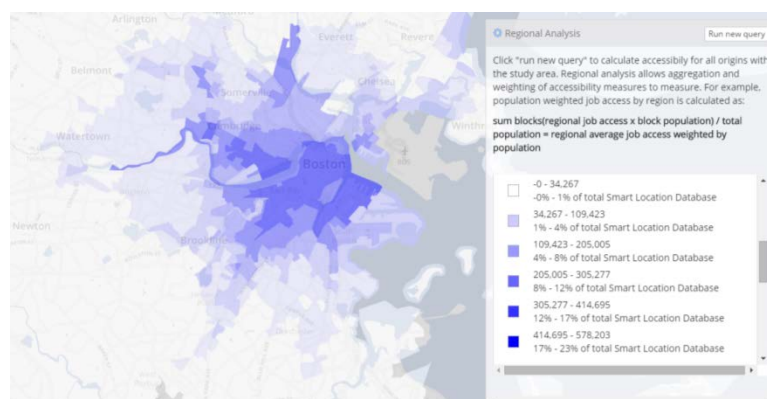 Arlington
Everett
Revere
Belmont
Chelsea
Somerville
Winthr
Cambridge
Watertown
Boston
Newton
Brookline
Regional Analysis
Run new query
Click "run new query" to calculate accessibily for all origins with
the study area. Regional analysis allows aggregation and
weighting of accessibility measures to measure. For example,
population weighted job access by region is calculated as:
sum blocks(regional job access x block population) / total
population = regional average job access weighted by
population
-0 - 34,267
-0% - 1% of total Smart Location Database
34,267 - 109,423
1% - 4% of total Smart Location Database
109,423 - 205,005
4% - 8% of total Smart Location Database
205,005 - 305,277
8% - 12% of total Smart Location Database
305,277 - 414,695
12% - 17% of total Smart Location Database
414,695 - 578,203
17% - 23% of total Smart Location Database